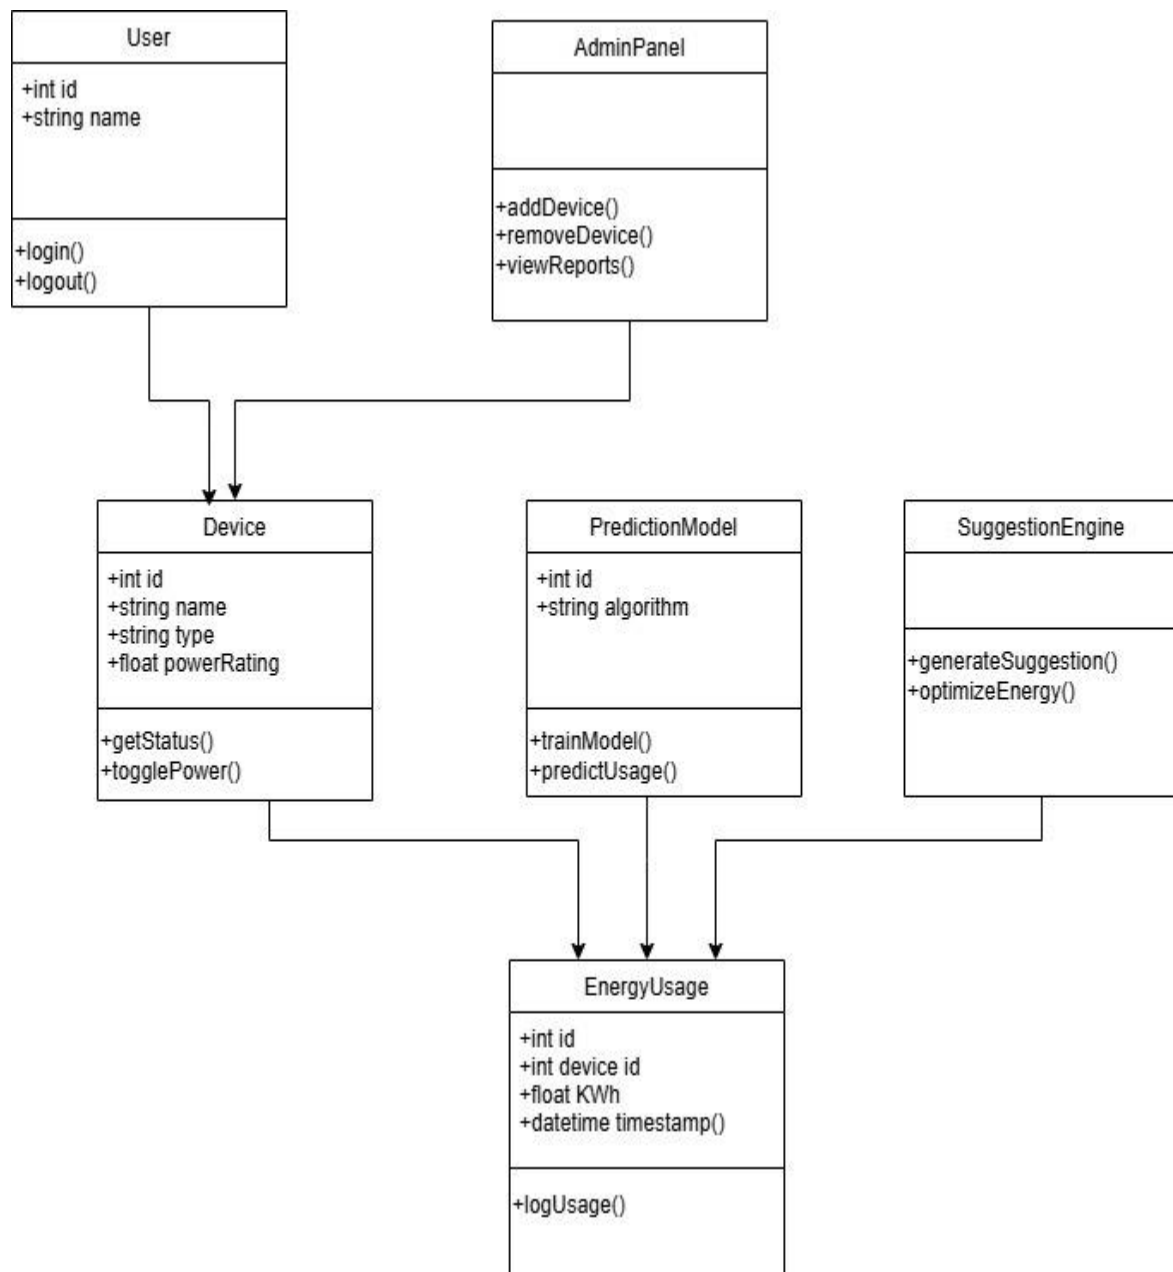 User
+int id
+string name
+login()
+logout()
AdminPanel
+addDevice()
+removeDevice()
+viewReports()
Device
+int id
+string name
+string type
+float powerRating
+getStatus()
+togglePower()
PredictionModel
+int id
+string algorithm
+trainModel()
+predictUsage()
SuggestionEngine
+generateSuggestion()
+optimizeEnergy()
EnergyUsage
+int id
+int device id
+float KWh
+datetime timestamp()
+logUsage()